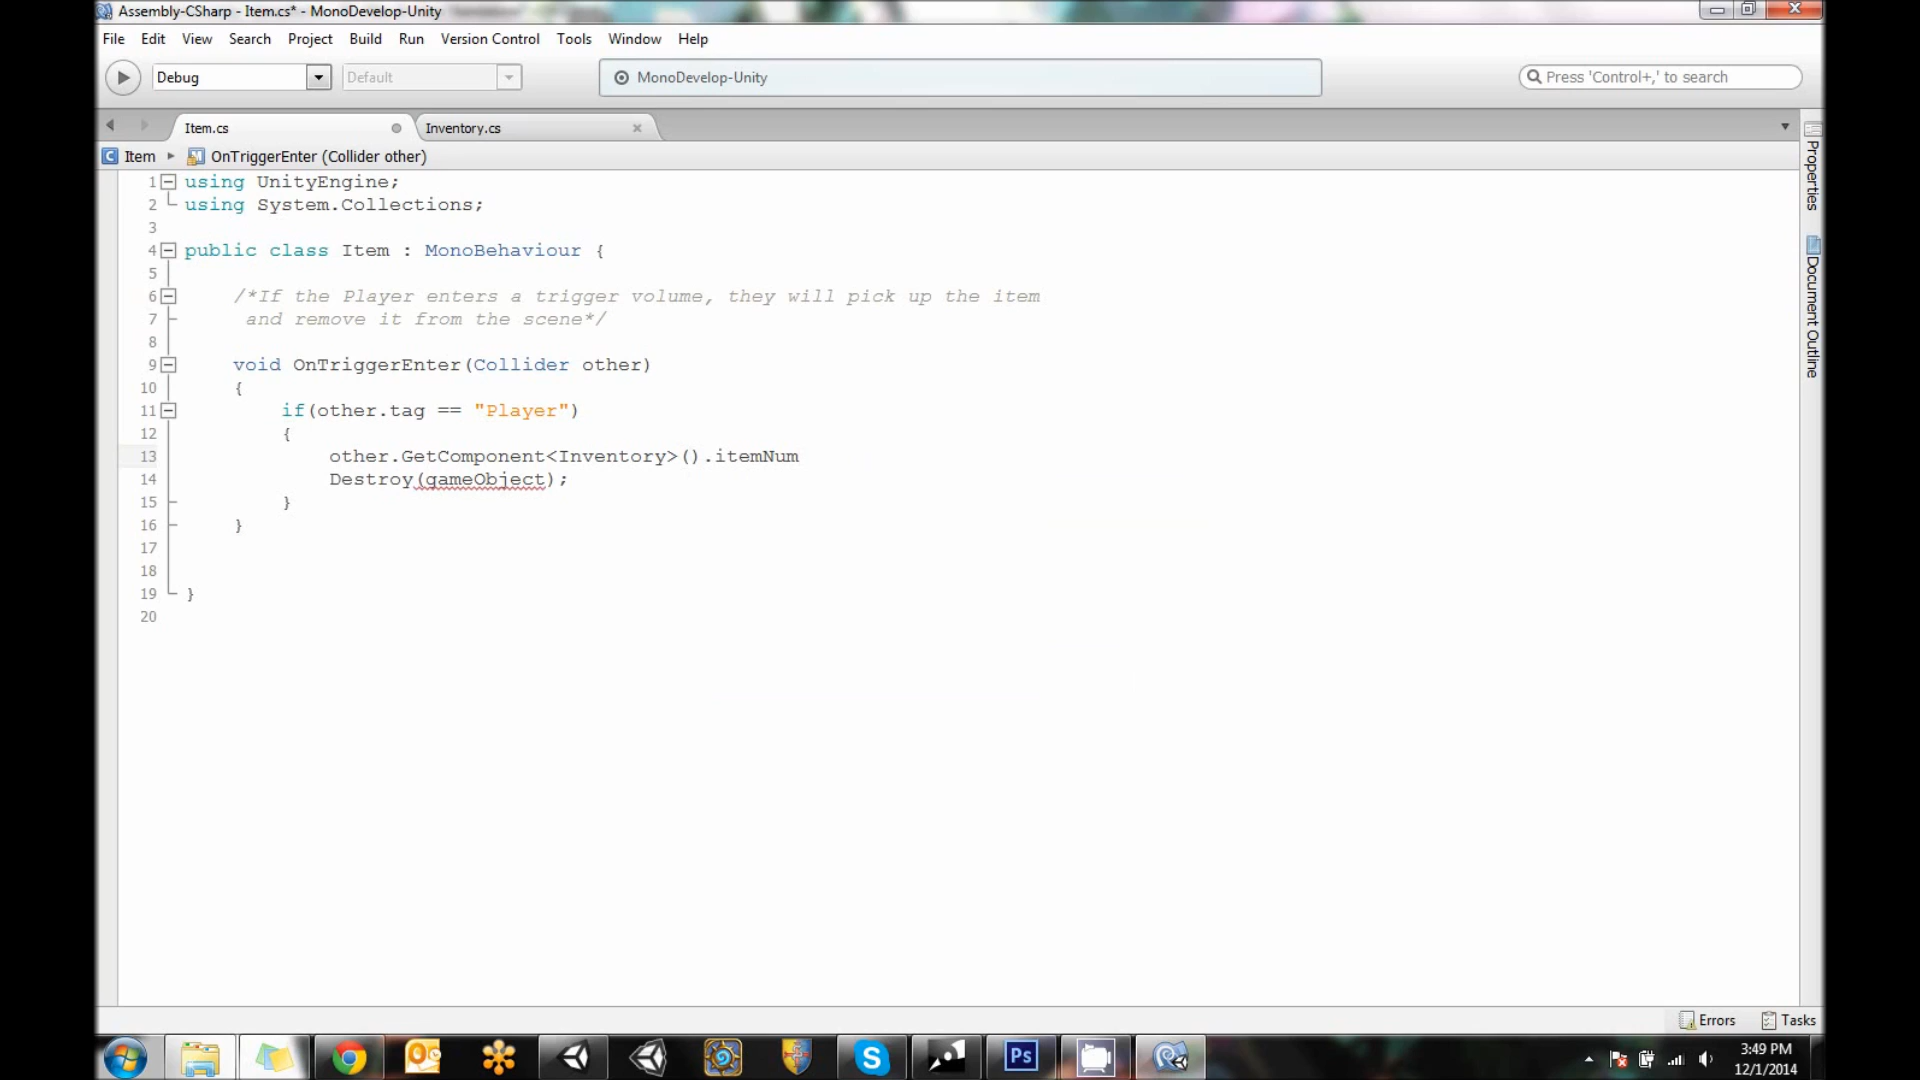 Assembly-CSharp - Item.cs* - MonoDevelop-Unity
File Edit View Search Project Build Run Version Control Tools Window Help
Debug Default MonoDevelop-Unity Press 'Control+,' to search
Item.cs Inventory.cs
Item OnTriggerEnter (Collider other)
1 using UnityEngine;
2 using System.Collections;
3
4 public class Item : MonoBehaviour {
5
6 /*If the Player enters a trigger volume, they will pick up the item
7 and remove it from the scene*/
8
9 void OnTriggerEnter(Collider other)
10 {
11 if(other.tag == "Player")
12 {
13 other.GetComponent<Inventory>().itemNum
14 Destroy(gameObject);
15 }
16 }
17
18
19 }
20
Properties
Document Outline
Errors Tasks
Ps
3:49 PM
12/1/2014